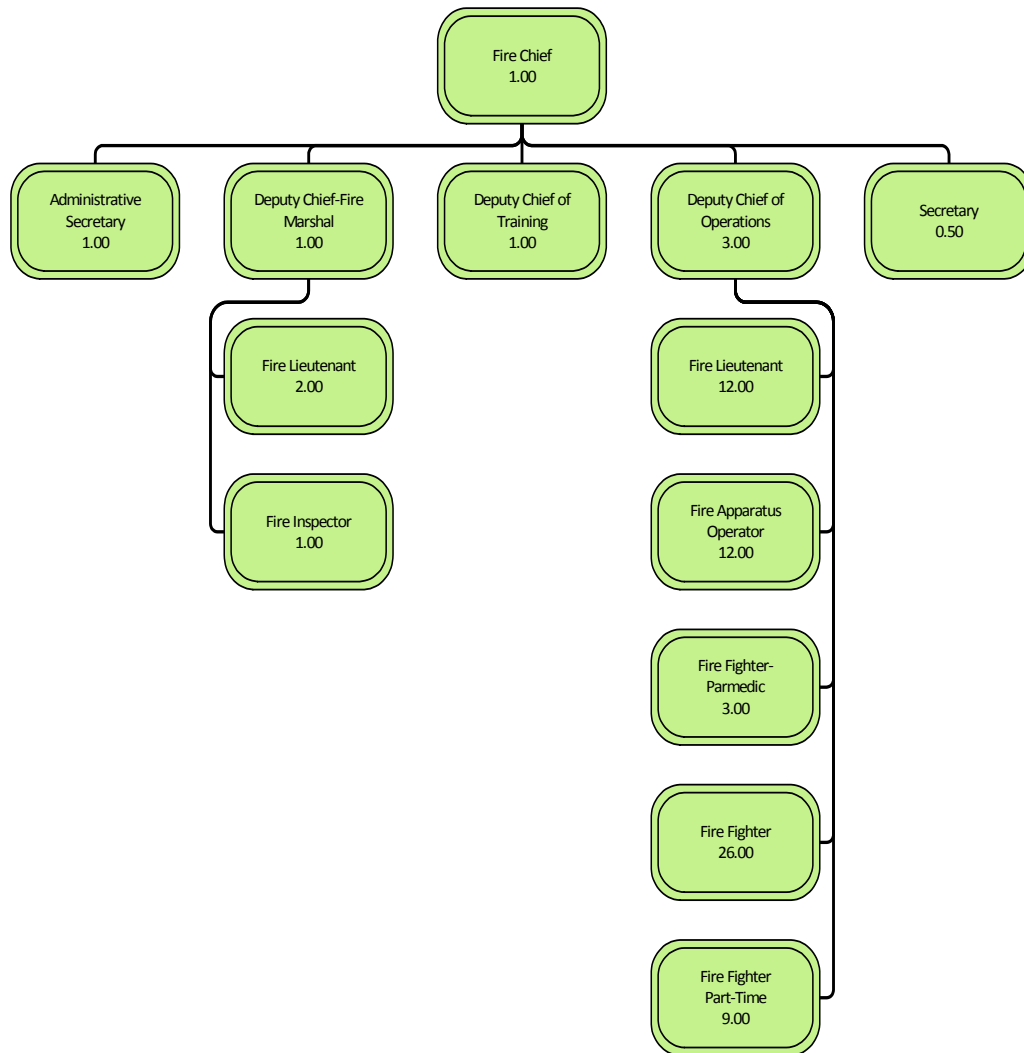 Fire Chief
1.00
Administrative
Secretary
1.00
Deputy Chief-Fire
Marshal
1.00
Deputy Chief of
Training
1.00
Deputy Chief of
Operations
3.00
Secretary
0.50
Fire Lieutenant
2.00
Fire Lieutenant
12.00
Fire Inspector
1.00
Fire Apparatus
Operator
12.00
Fire Fighter-
Parmedic
3.00
Fire Fighter
26.00
Fire Fighter
Part-Time
9.00